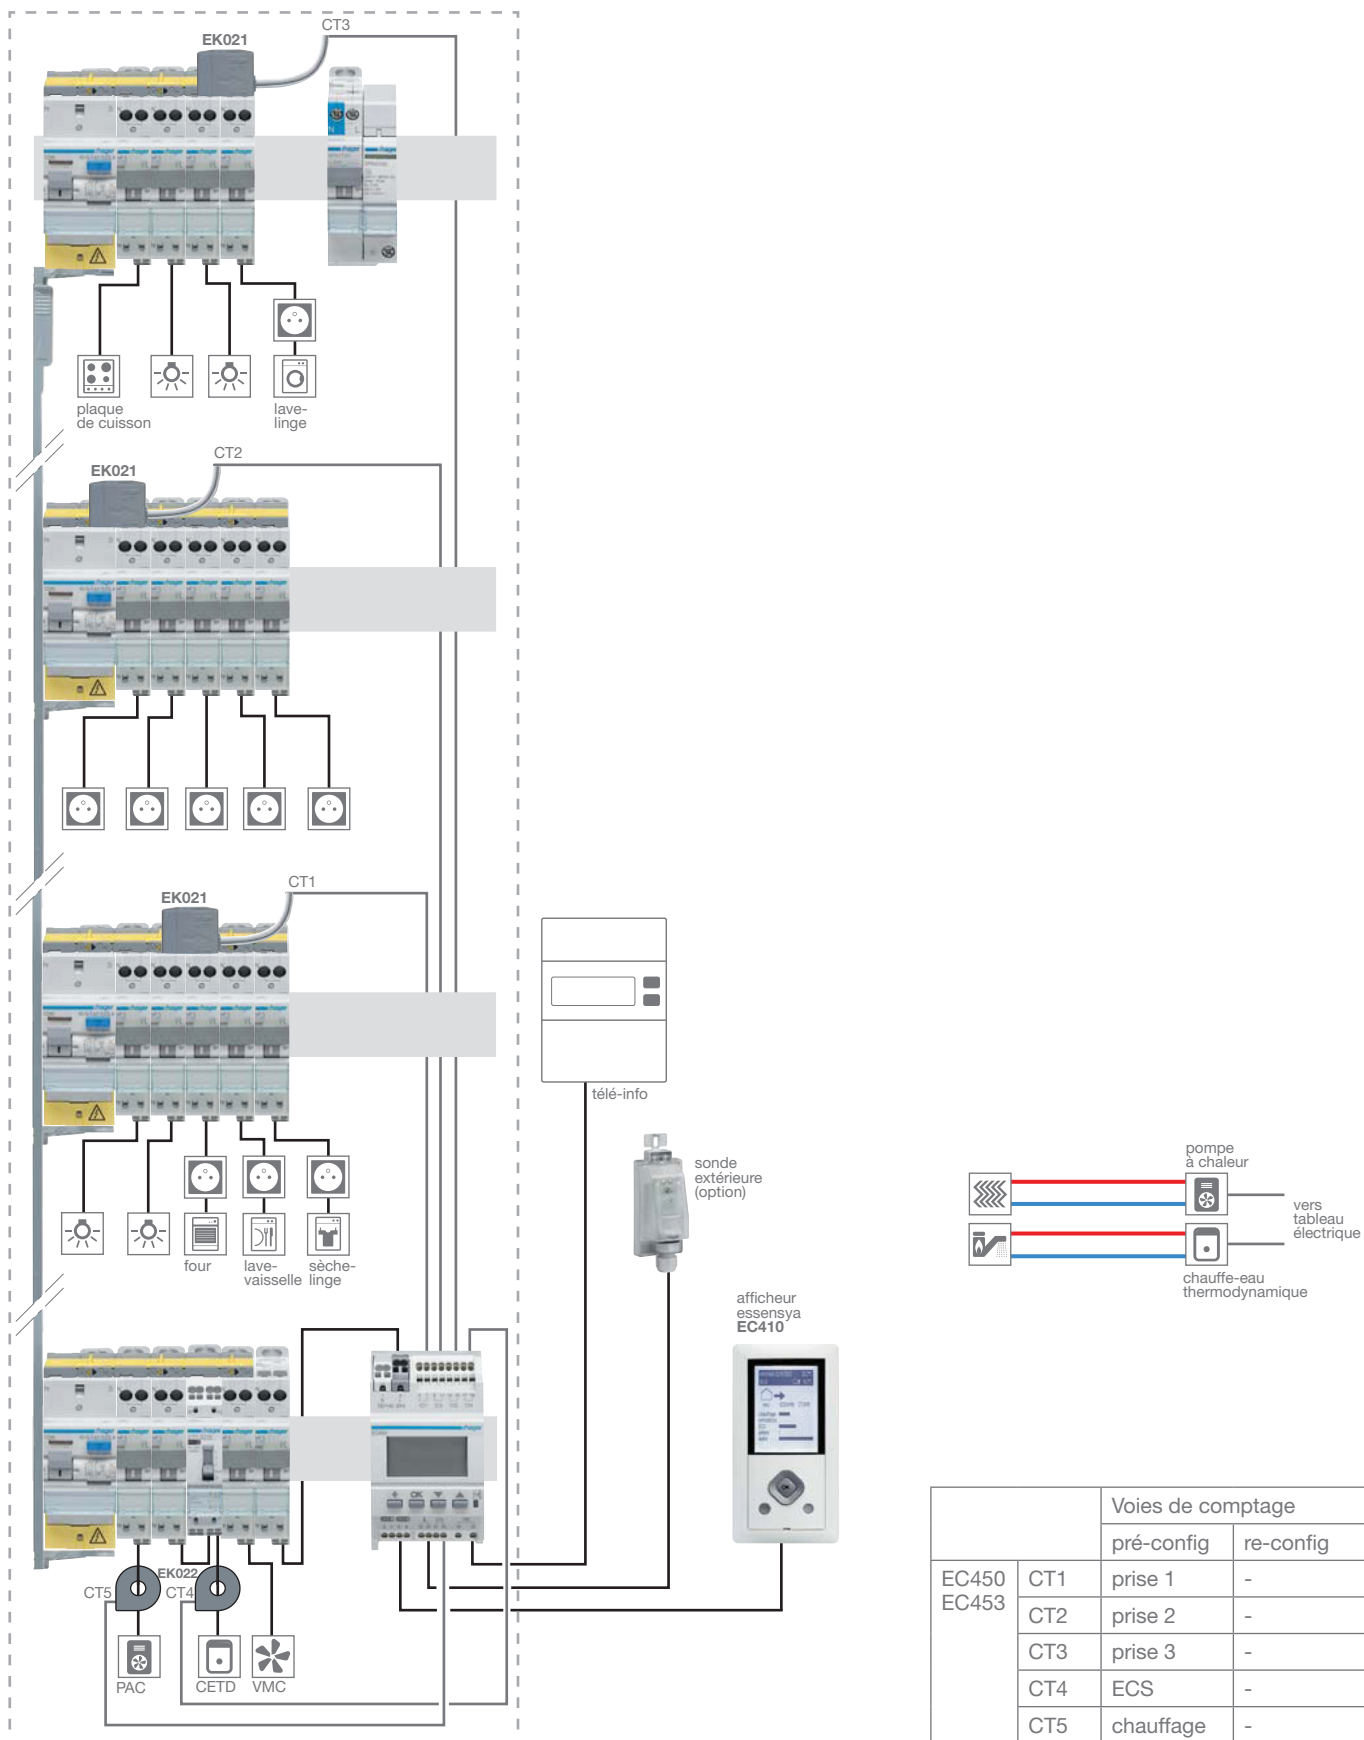 CT3
EK021
plaque
de cuisson
lave-
linge
CT2
EK021
CT1
EK021
four
lave-
vaisselle
sèche-
linge
télé-info
sonde
extérieure
(option)
afficheur
essensya
EC410
pompe
à chaleur
vers
tableau
électrique
chauffe-eau
thermodynamique
CT5
EK022
CT4
PAC
CETD
VMC
Voies de comptage
pré-config re-config
EC450 CT1 prise 1 -
EC453
CT2 prise 2 -
CT3 prise 3 -
CT4 ECS -
CT5 chauffage -